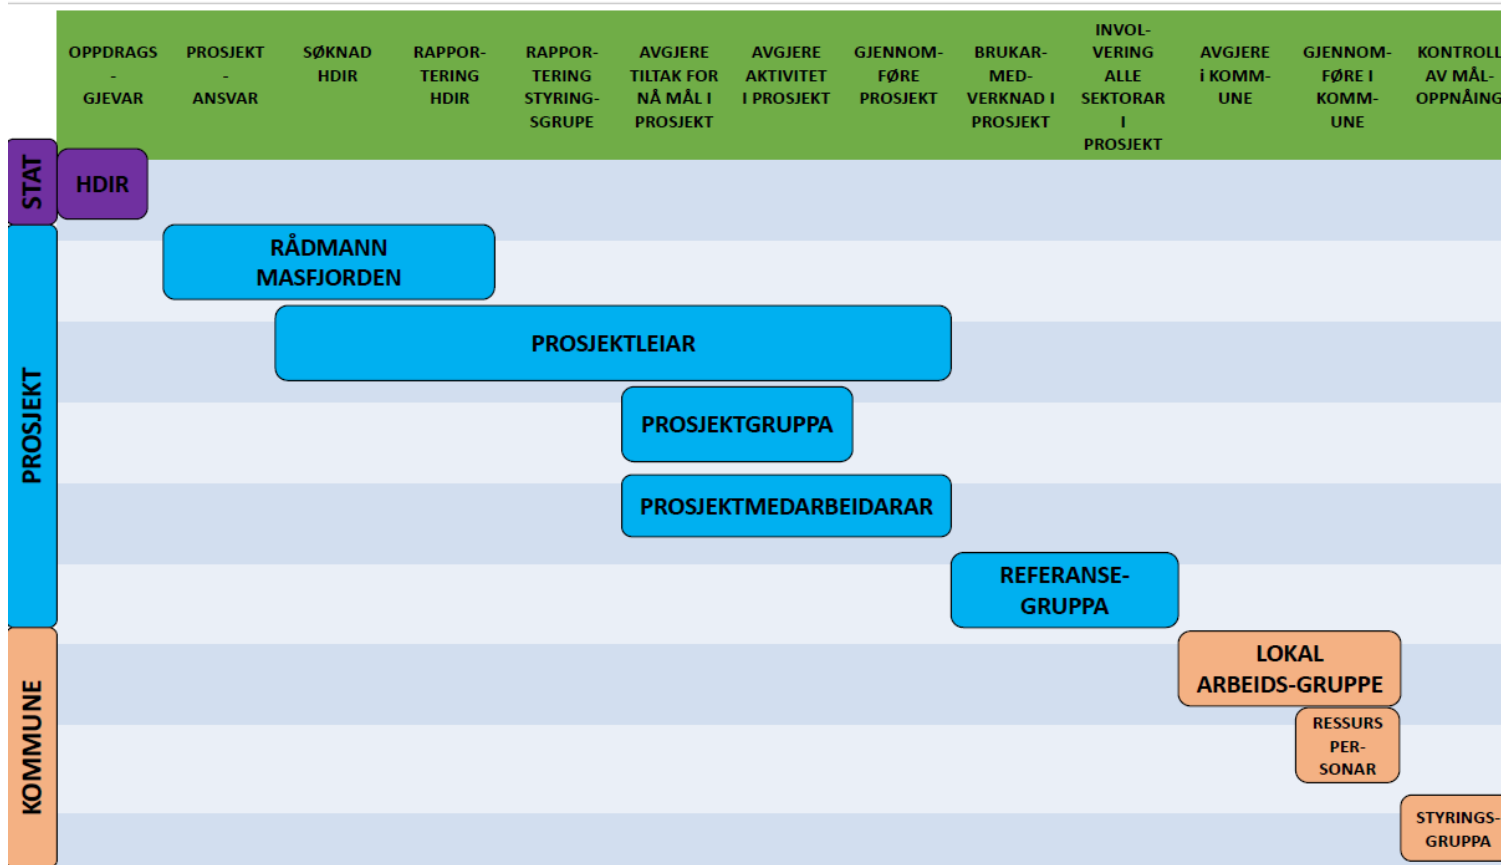 OPPDRAGS
-
GJEVAR
PROSJEKT
-
ANSVAR
SØKNAD
HDIR
RAPPOR-
TERING
HDIR
RAPPOR-
TERING
STYRING-
SGRUPE
AVGJERE
TILTAK FOR
NÅ MÅL I
PROSJEKT
AVGJERE
AKTIVITET
I PROSJEKT
GJENNOM-
FØRE
PROSJEKT
BRUKAR-
MED-
VERKNAD I
PROSJEKT
INVOL-
VERING
ALLE
SEKTORAR
I
PROSJEKT
AVGJERE
i KOMM-
UNE
GJENNOM-
FØRE I
KOMM-
UNE
KONTROLL
AV MÅL-
OPPNÅING
STAT
HDIR
PROSJEKT
RÅDMANN
MASFJORDEN
PROSJEKTLEIAR
PROSJEKTGRUPPA
PROSJEKTMEDARBEIDARAR
REFERANSE-
GRUPPA
KOMMUNE
LOKAL
ARBEIDS-GRUPPE
RESSURS
PER-
SONAR
STYRINGS-
GRUPPA